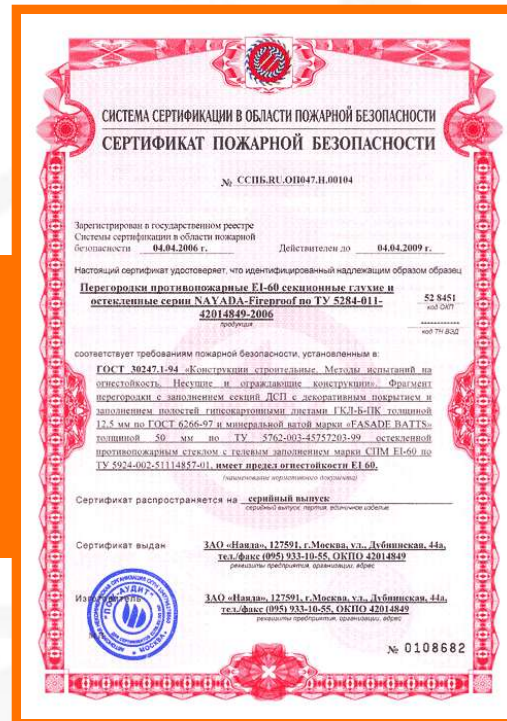 СИСТЕМА СЕРТИФИКАЦИИ В ОБЛАСТИ ПОЖАРНОЙ БЕЗОПАСНОСТИ
СЕРТИФИКАТ ПОЖАРНОЙ БЕЗОПАСНОСТИ
№ ССПБ.RU.ОП047.Н.00104
Зарегистрирован в государственном реестре
Системы сертификации в области пожарной
безопасности 04.04.2006 г. Действителен до 04.04.2009 г.
Настоящий сертификат удостоверяет, что идентифицированный надлежащим образом образец
Перегородки противопожарные EI-60 секционные глухие и
остекленные серии NAYADA-Fireproof по ТУ 5284-011-
42014849-2006
продукция
52 8451
код ОКП
код ТН ВЭД
соответствует требованиям пожарной безопасности, установленным в:
ГОСТ 30247.1-94 «Конструкции строительные. Методы испытаний на
огнестойкость. Несущие и ограждающие конструкции». Фрагмент
перегородки с заполнением секций ДСП с декоративным покрытием и
заполнением полостей гипсокартонными листами ГКЛ-Б-ПК толщиной
12,5 мм по ГОСТ 6266-97 и минеральной ватой марки «FASADE BATTS»
толщиной 50 мм по ТУ 5762-003-45757203-99 остекленной
противопожарным стеклом с гелевым заполнением марки СПМ EI-60 по
ТУ 5924-002-51114857-01, имеет предел огнестойкости EI 60.
(наименование нормативного документа)
Сертификат распространяется на серийный выпуск
серийный выпуск, партия, единичное изделие
Сертификат выдан ЗАО «Наяда», 127591, г.Москва, ул., Дубнинская, 44а,
тел./факс (095) 933-10-55, ОКПО 42014849
реквизиты предприятия, организации, адрес
Изготовитель ЗАО «Наяда», 127591, г.Москва, ул., Дубнинская, 44а,
тел./факс (095) 933-10-55, ОКПО 42014849
реквизиты предприятия, организации, адрес
"ПОЖ-АУДИТ"
№ 0108682